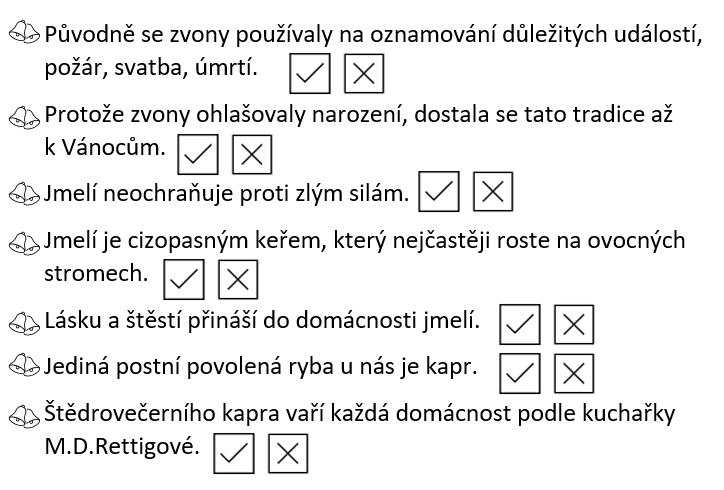 Původně se zvony používaly na oznamování důležitých událostí,
požár, svatba, úmrtí.
Protože zvony ohlašovaly narození, dostala se tato tradice až
k Vánocům.
Jmelí neochraňuje proti zlým silám.
Jmelí je cizopasným keřem, který nejčastěji roste na ovocných
stromech.
Lásku a štěstí přináší do domácnosti jmelí.
Jediná postní povolená ryba u nás je kapr.
Štědrovečerního kapra vaří každá domácnost podle kuchařky
M.D.Rettigové.